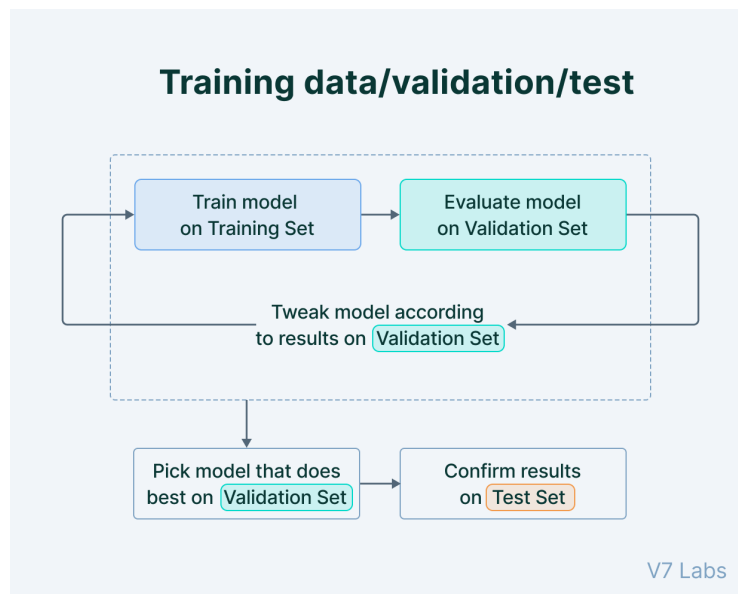 Training data/validation/test
Train model
on Training Set
Evaluate model
on Validation Set
Tweak model according
to results on Validation Set
Pick model that does
best on Validation Set
Confirm results
on Test Set
V7 Labs